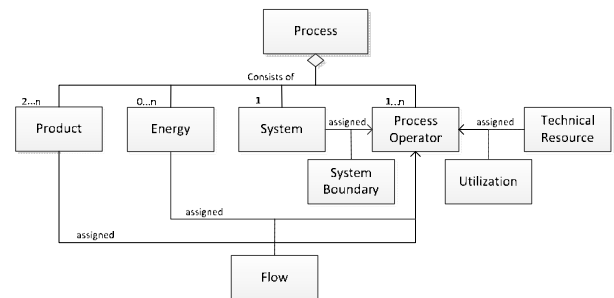 Process
Consists of
2...n
0...n
1
1...n
Product
Energy
System
assigned
Process
Operator
assigned
Technical
Resource
System
Boundary
Utilization
assigned
assigned
Flow